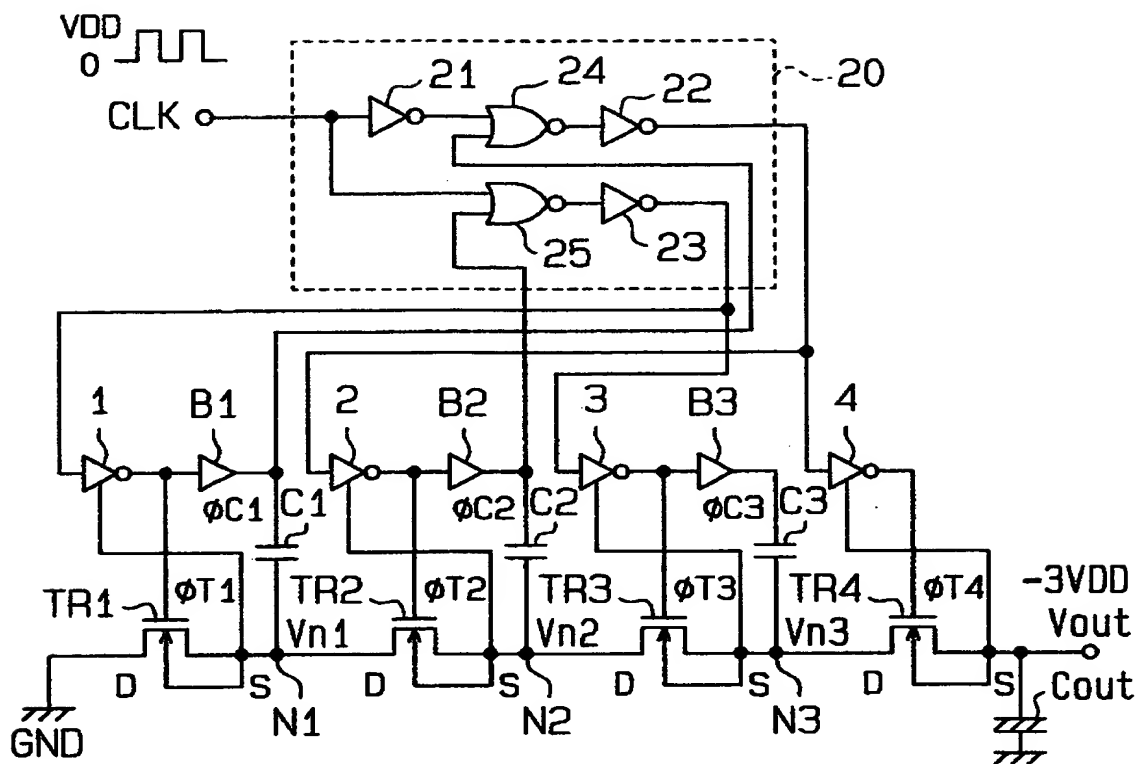 VDD
0
CLK
21
24
22
20
25
23
1
B1
2
B2
3
B3
4
φC1
C1
φC2
C2
φC3
C3
TR1
φT1
TR2
φT2
TR3
φT3
TR4
φT4
-3VDD
Vout
Vn1
Vn2
Vn3
D
S
D
S
D
S
D
S
Cout
N1
N2
N3
GND